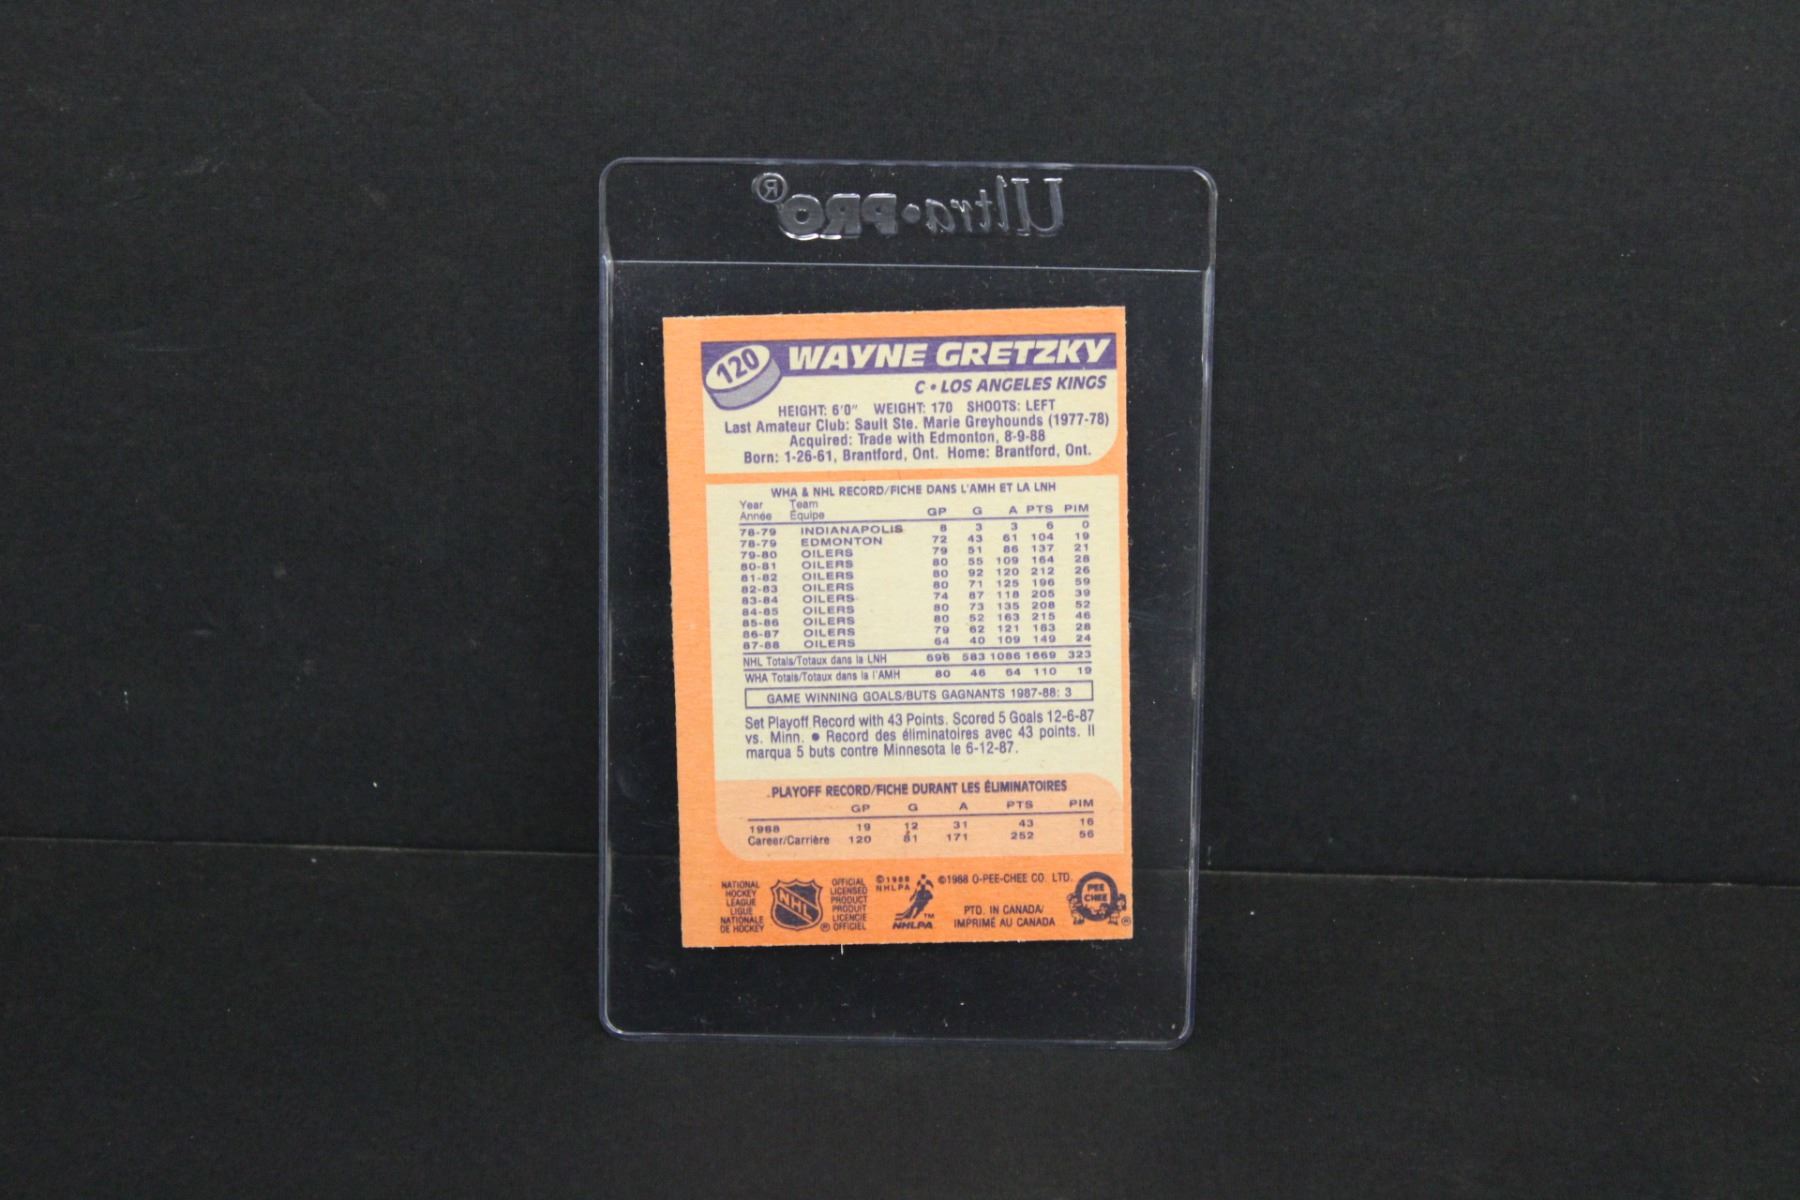 Ultra•PRO®
120 WAYNE GRETZKY
C • LOS ANGELES KINGS
HEIGHT: 6'0" WEIGHT: 170 SHOOTS: LEFT
Last Amateur Club: Sault Ste. Marie Greyhounds (1977-78)
Acquired: Trade with Edmonton, 8-9-88
Born: 1-26-61, Brantford, Ont. Home: Brantford, Ont.
WHA & NHL RECORD/FICHE DANS L'AMH ET LA LNH
Year Team
Année Équipe GP G A PTS PIM
78-79 INDIANAPOLIS 8 3 3 6 0
78-79 EDMONTON 72 43 61 104 19
79-80 OILERS 79 51 86 137 21
80-81 OILERS 80 55 109 164 28
81-82 OILERS 80 92 120 212 26
82-83 OILERS 80 71 125 196 59
83-84 OILERS 74 87 118 205 39
84-85 OILERS 80 73 135 208 52
85-86 OILERS 80 52 163 215 46
86-87 OILERS 79 62 121 183 28
87-88 OILERS 64 40 109 149 24
NHL Totals/Totaux dans la LNH 696 583 1086 1669 323
WHA Totals/Totaux dans la l'AMH 80 46 64 110 19
GAME WINNING GOALS/BUTS GAGNANTS 1987-88: 3
Set Playoff Record with 43 Points. Scored 5 Goals 12-6-87
vs. Minn. • Record des éliminatoires avec 43 points. Il
marqua 5 buts contre Minnesota le 6-12-87.
PLAYOFF RECORD/FICHE DURANT LES ÉLIMINATOIRES
GP G A PTS PIM
1988 19 12 31 43 16
Career/Carrière 120 81 171 252 56
NATIONAL
HOCKEY
LEAGUE
LIGUE
NATIONALE
DE HOCKEY
NHL
®
OFFICIAL
LICENSED
PRODUCT
PRODUIT
LICENCIE
OFFICIEL
©1988
NHLPA
TM
NHLPA
©1988 O-PEE-CHEE CO. LTD.
PTD. IN CANADA/
IMPRIMÉ AU CANADA
PEE
CHEE
®